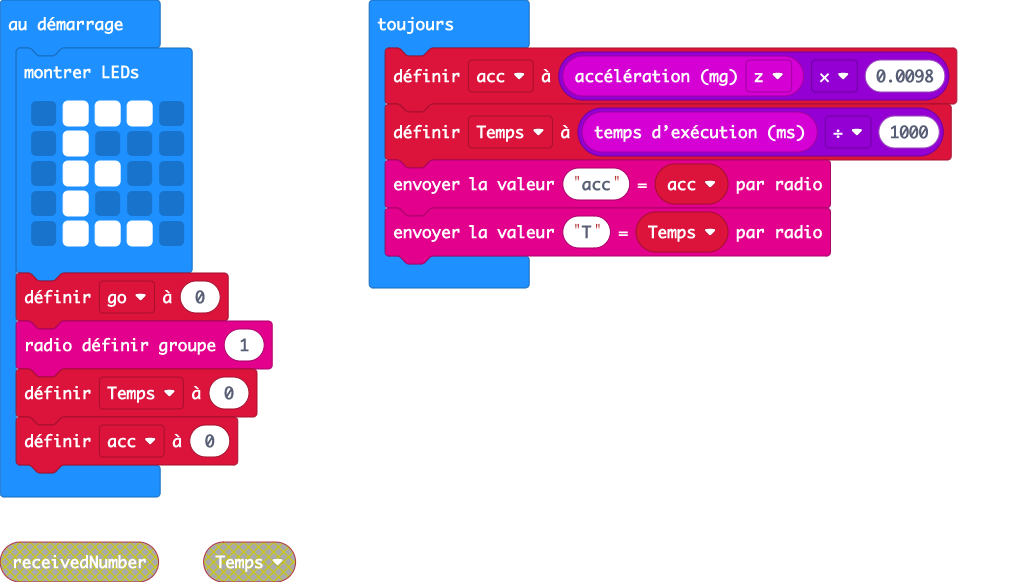 au démarrage
montrer LEDs
définir go à 0
radio définir groupe 1
définir Temps à 0
définir acc à 0
toujours
définir acc à accélération (mg) z × 0.0098
définir Temps à temps d’exécution (ms) ÷ 1000
envoyer la valeur "acc" = acc par radio
envoyer la valeur "T" = Temps par radio
receivedNumber
Temps